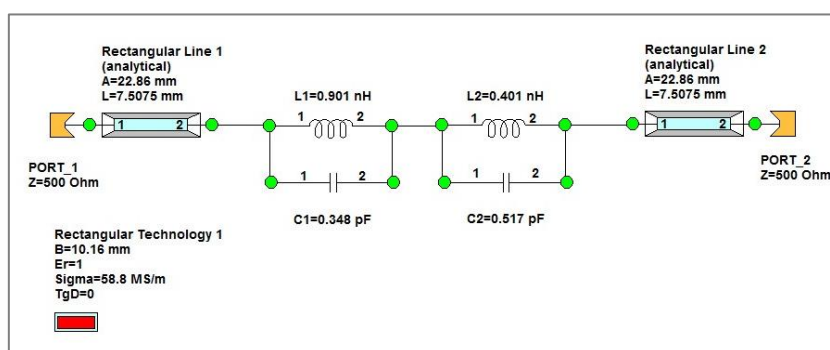 Rectangular Line 1
(analytical)
A=22.86 mm
L=7.5075 mm
Rectangular Line 2
(analytical)
A=22.86 mm
L=7.5075 mm
L1=0.901 nH
L2=0.401 nH
1 2
1 2
1 2
1 2
PORT_1
Z=500 Ohm
1 2
1 2
PORT_2
Z=500 Ohm
C1=0.348 pF
C2=0.517 pF
Rectangular Technology 1
B=10.16 mm
Er=1
Sigma=58.8 MS/m
TgD=0